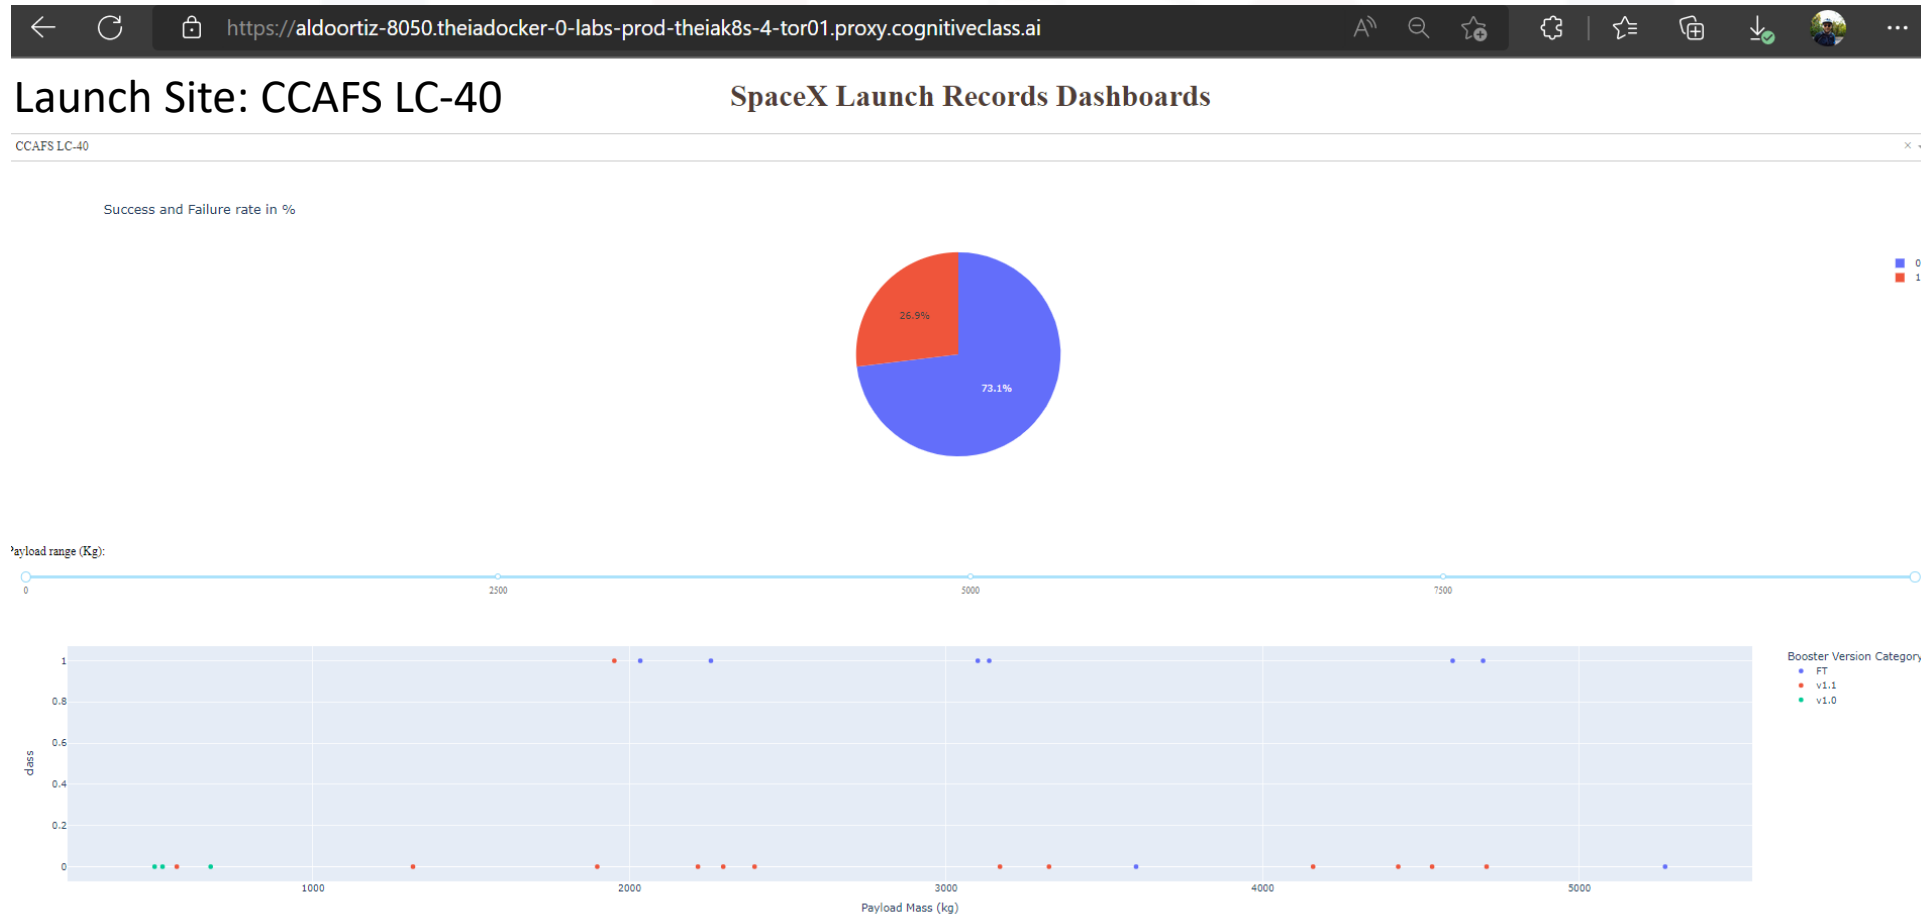 https://aldoortiz-8050.theiadocker-0-labs-prod-theiak8s-4-tor01.proxy.cognitiveclass.ai
Launch Site: CCAFS LC-40
SpaceX Launch Records Dashboards
CCAFS LC-40
Success and Failure rate in %
0
1
26.9%
73.1%
Payload range (Kg):
0 2500 5000 7500
Booster Version Category
FT
v1.1
v1.0
1
0.8
0.6
0.4
0.2
0
class
1000 2000 3000 4000 5000
Payload Mass (kg)